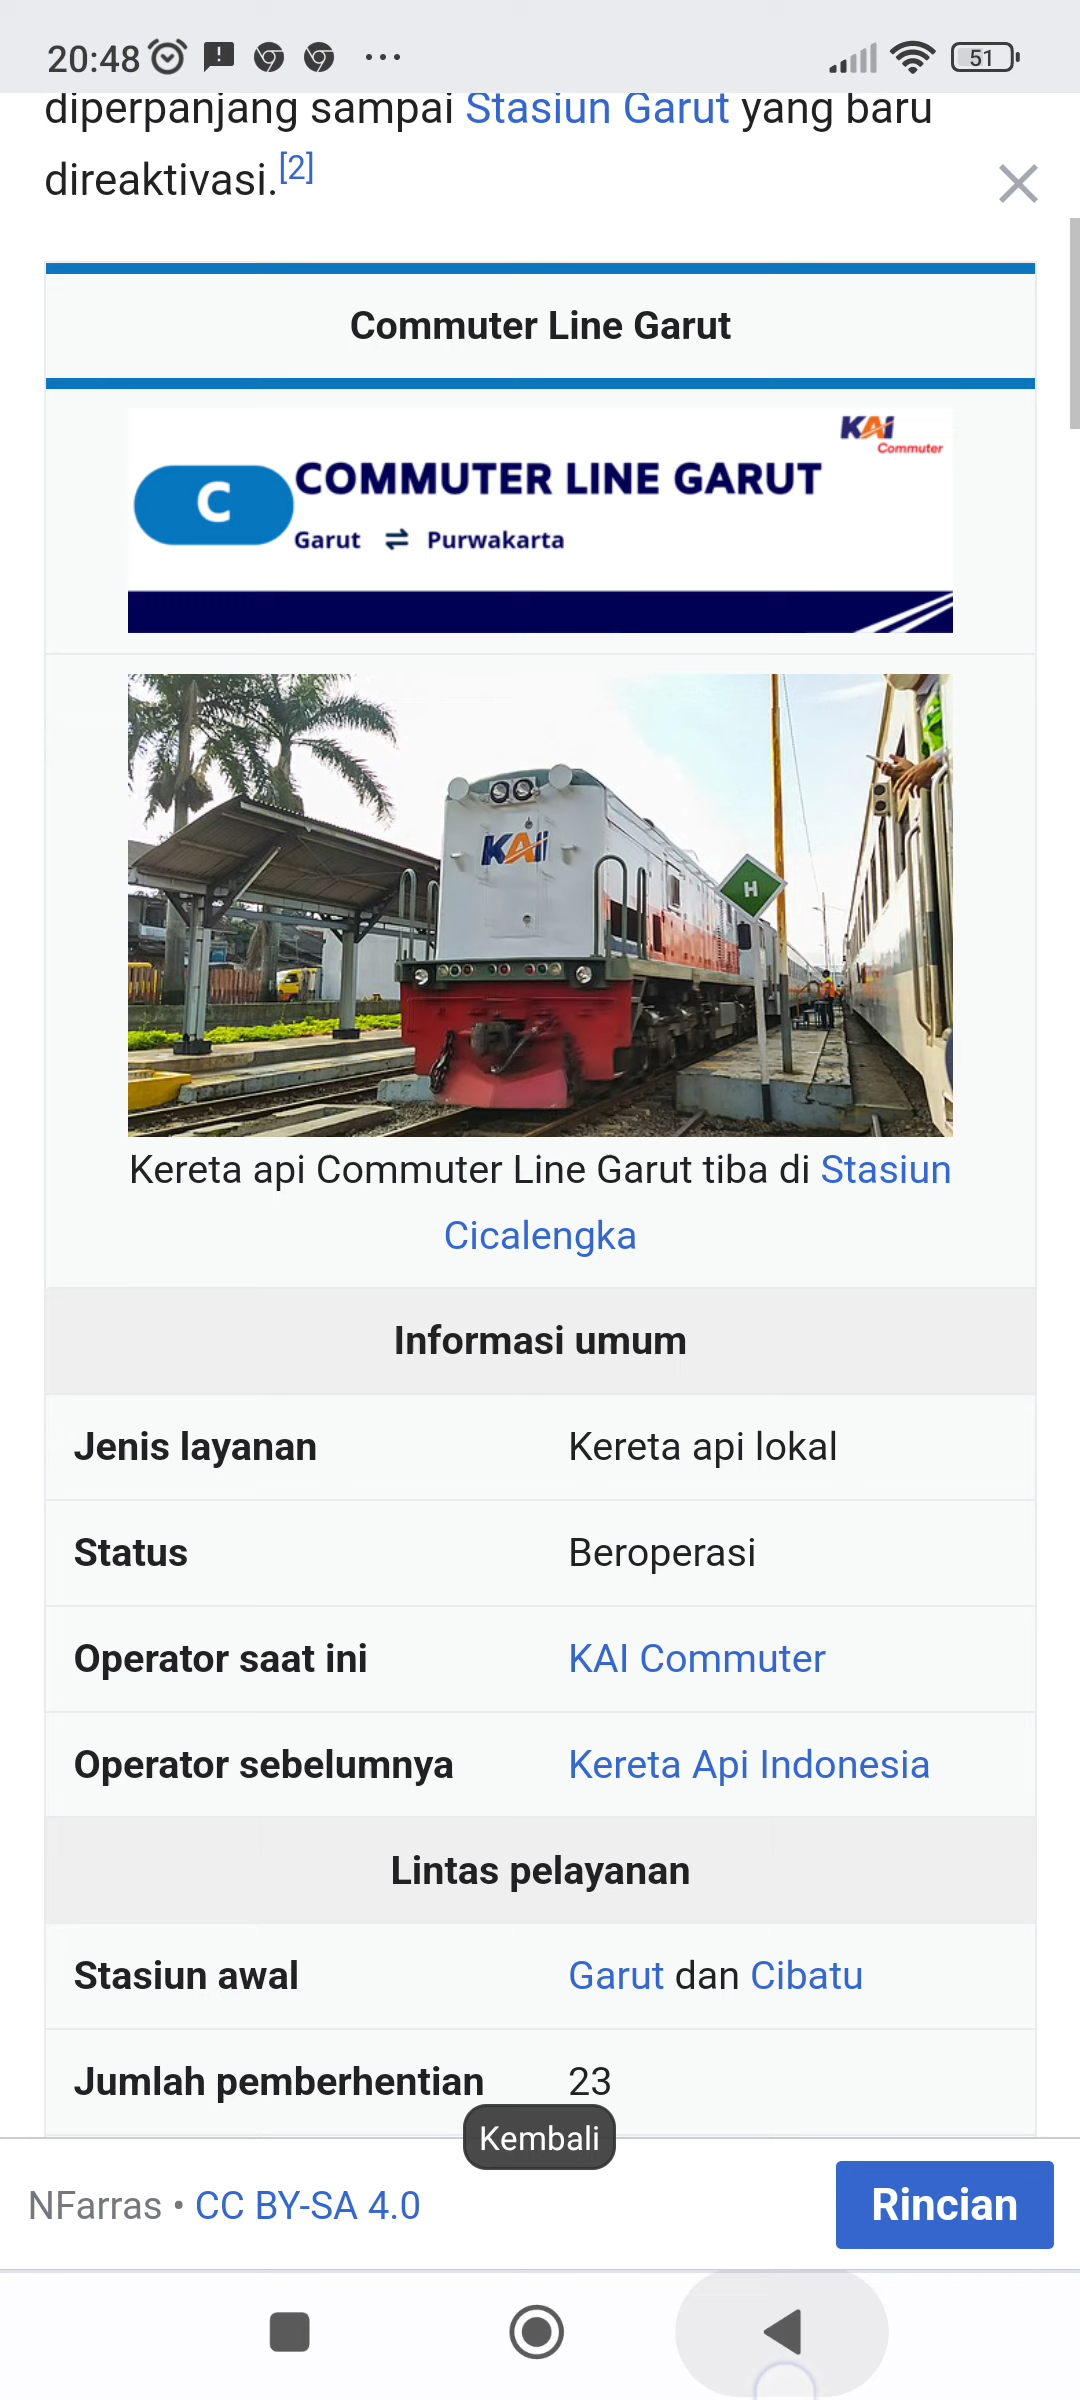 20:48
51
diperpanjang sampai Stasiun Garut yang baru
direaktivasi.[2]
Commuter Line Garut
KAI
Commuter
C
COMMUTER LINE GARUT
Garut ⇌ Purwakarta
KAI
H
Kereta api Commuter Line Garut tiba di Stasiun
Cicalengka
Informasi umum
Jenis layanan Kereta api lokal
Status Beroperasi
Operator saat ini KAI Commuter
Operator sebelumnya Kereta Api Indonesia
Lintas pelayanan
Stasiun awal Garut dan Cibatu
Jumlah pemberhentian 23
Kembali
NFarras • CC BY-SA 4.0
Rincian